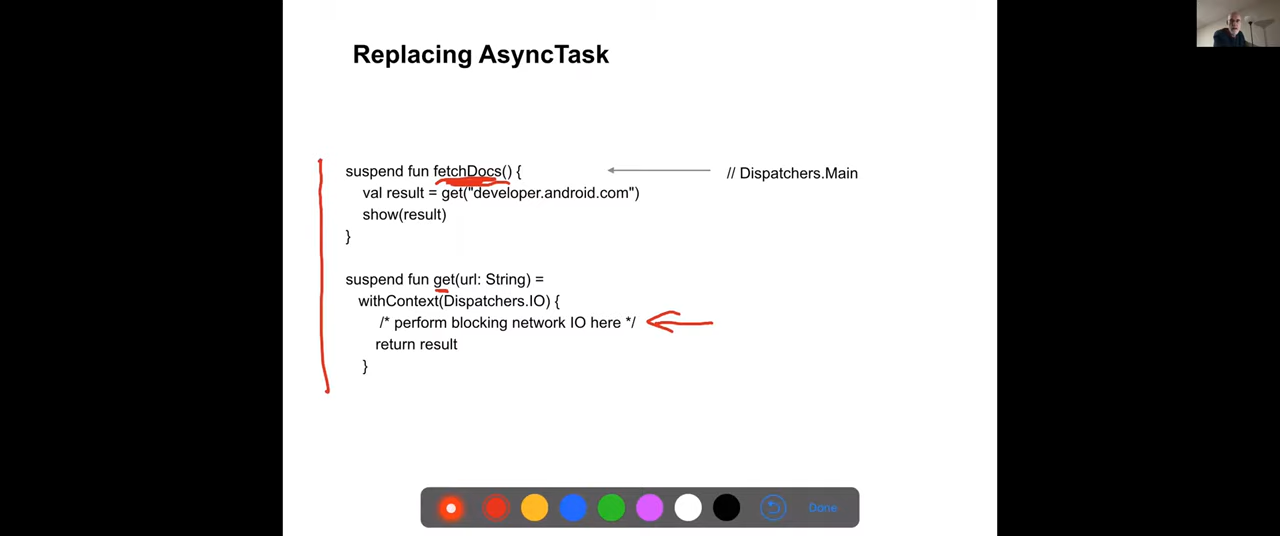 Replacing AsyncTask
suspend fun fetchDocs() {
// Dispatchers.Main
val result = get("developer.android.com")
show(result)
}
suspend fun get(url: String) =
withContext(Dispatchers.IO) {
/* perform blocking network IO here */
return result
}
Done